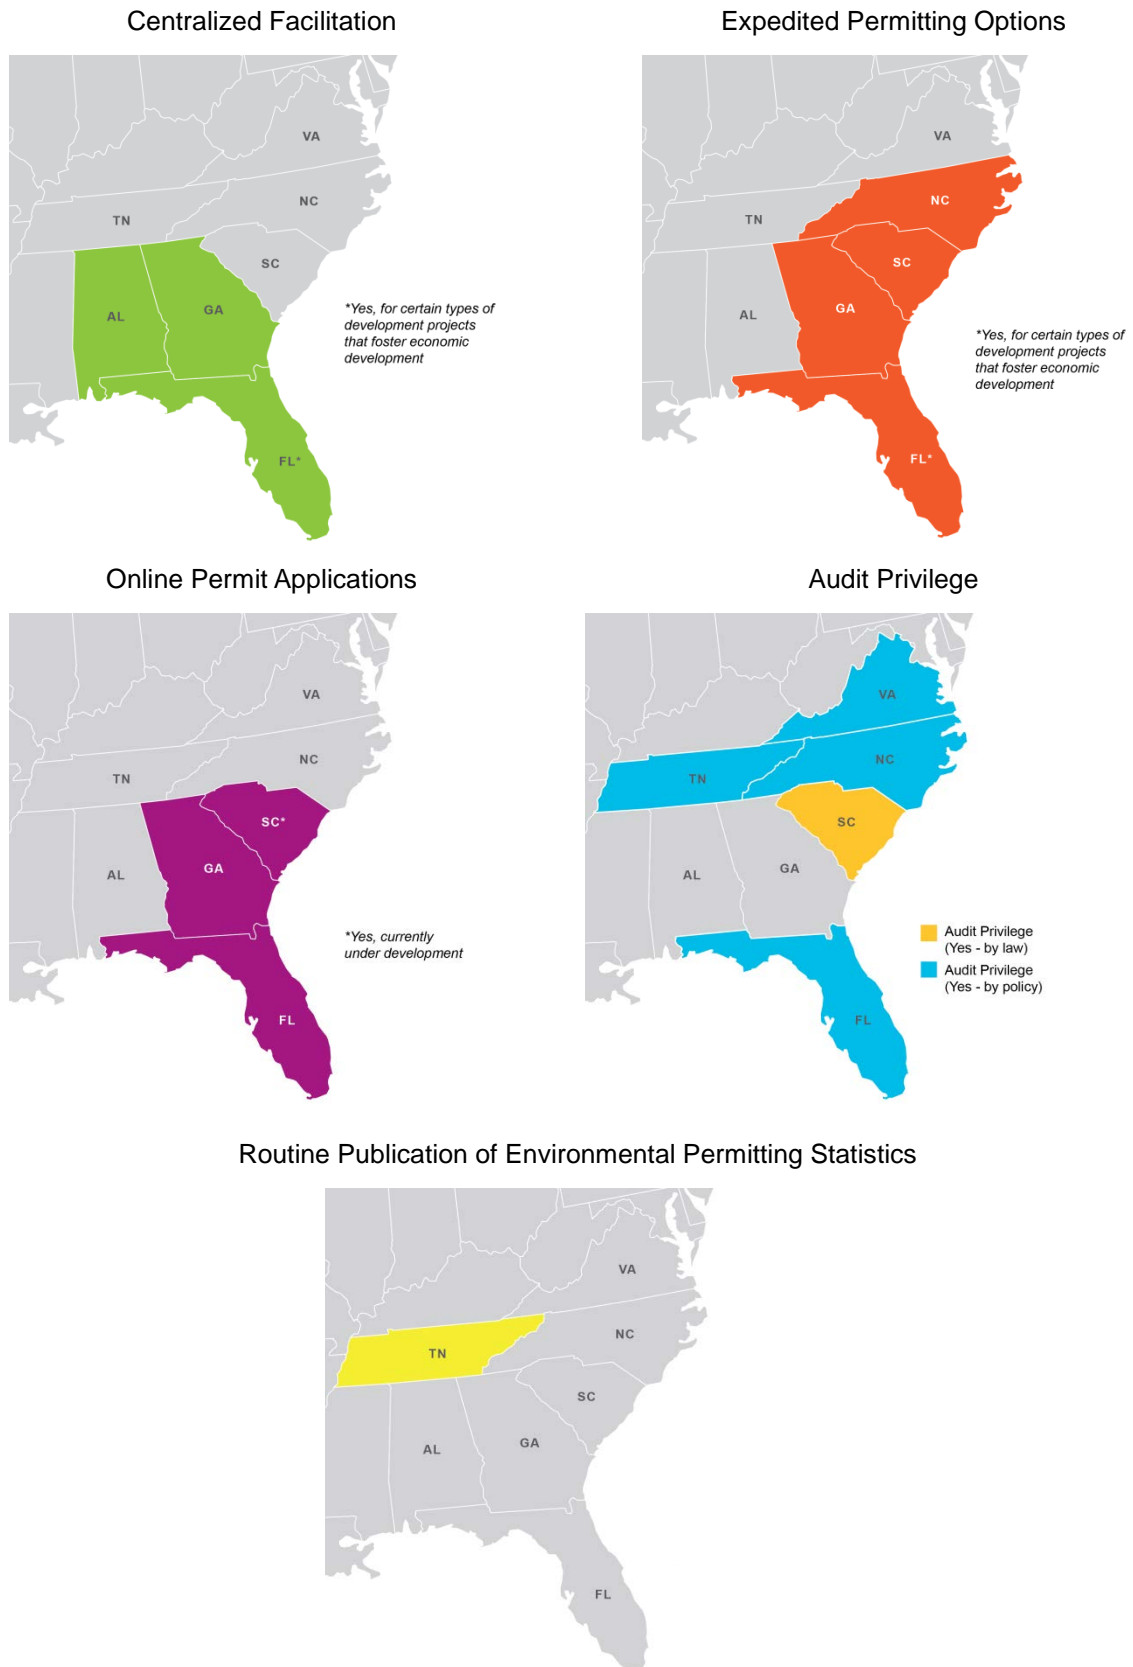 Centralized Facilitation
VA
NC
TN
SC
AL
GA
FL*
*Yes, for certain types of
development projects
that foster economic
development
Expedited Permitting Options
VA
NC
TN
SC
GA
AL
FL*
*Yes, for certain types of
development projects
that foster economic
development
Online Permit Applications
VA
NC
TN
SC*
GA
AL
FL
*Yes, currently
under development
Audit Privilege
VA
NC
TN
SC
GA
AL
FL
Audit Privilege
(Yes - by law)
Audit Privilege
(Yes - by policy)
Routine Publication of Environmental Permitting Statistics
VA
NC
TN
SC
GA
AL
FL